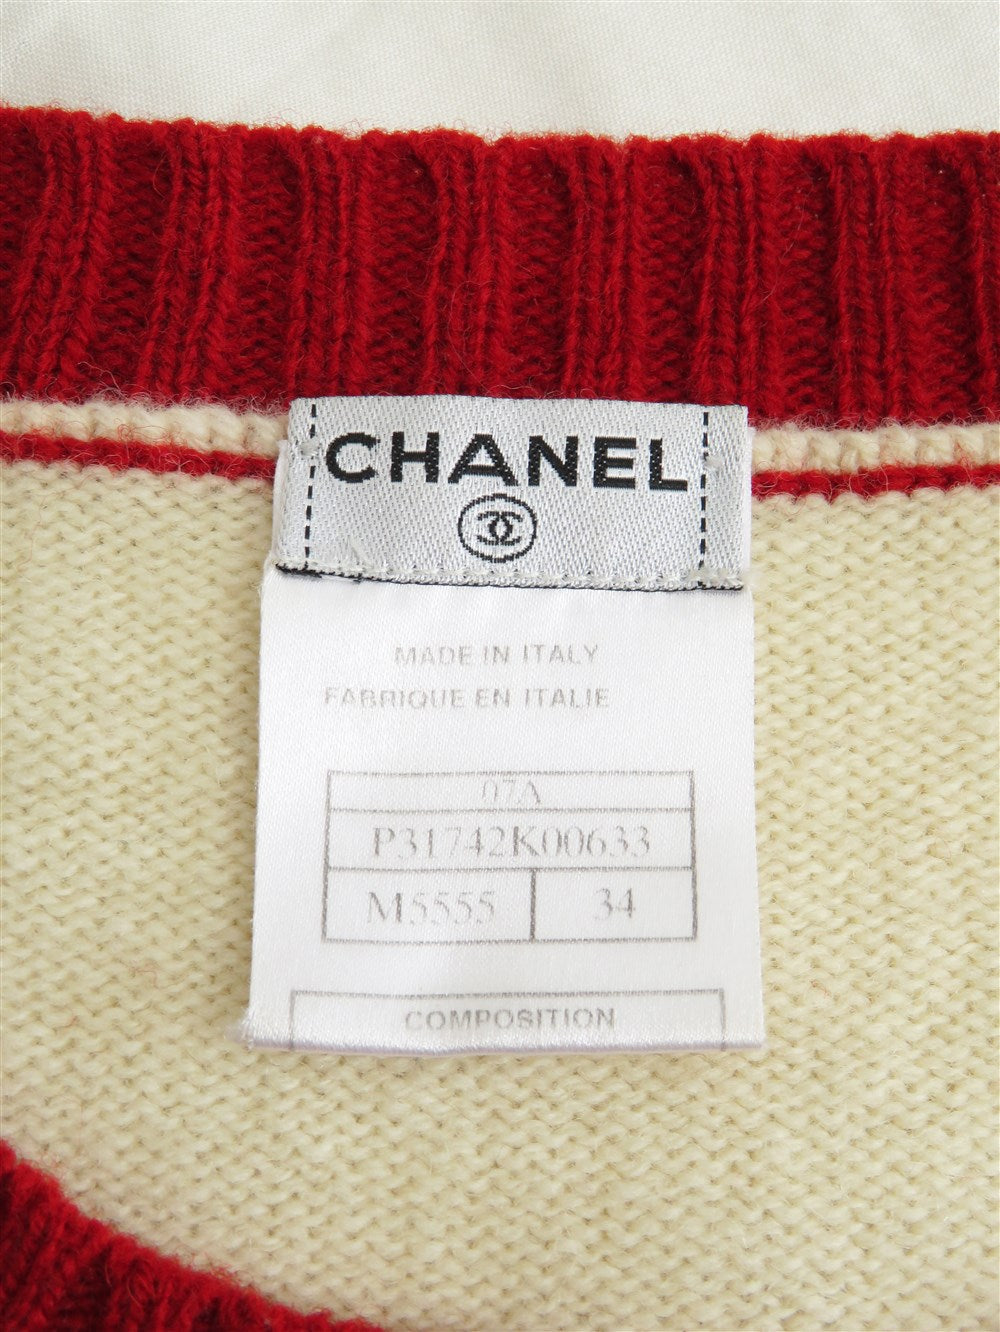 CHANEL
MADE IN ITALY
FABRIQUE EN ITALIE
07A
P31742K00633
M5555 34
COMPOSITION